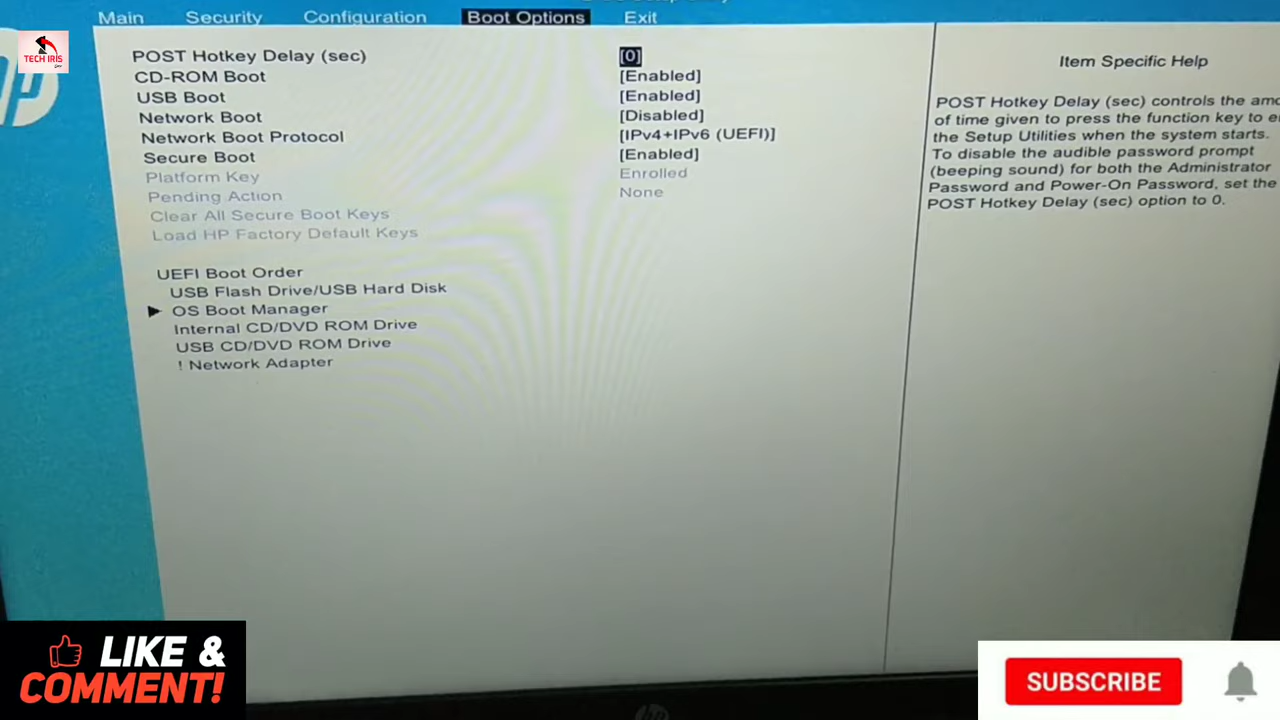 Main Security Configuration Boot Options Exit
TECH IRIS
POST Hotkey Delay (sec) [0]
CD-ROM Boot [Enabled]
USB Boot [Enabled]
Network Boot [Disabled]
Network Boot Protocol [IPv4+IPv6 (UEFI)]
Secure Boot [Enabled]
Platform Key Enrolled
Pending Action None
Clear All Secure Boot Keys
Load HP Factory Default Keys
UEFI Boot Order
USB Flash Drive/USB Hard Disk
OS Boot Manager
Internal CD/DVD ROM Drive
USB CD/DVD ROM Drive
! Network Adapter
Item Specific Help
POST Hotkey Delay (sec) controls the
of time given to press the function key to
the Setup Utilities when the system starts.
To disable the audible password prompt
(beeping sound) for both the Administrator
Password and Power-On Password, set the
POST Hotkey Delay (sec) option to 0.
hp
LIKE &
COMMENT!
SUBSCRIBE
hp